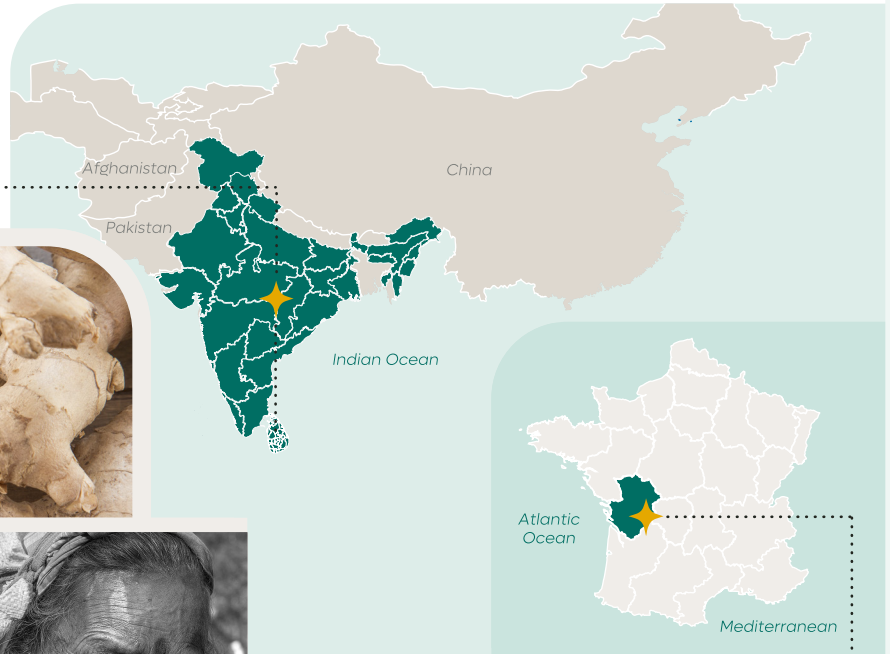 Afghanistan
China
Pakistan
Indian Ocean
Atlantic
Ocean
Mediterranean